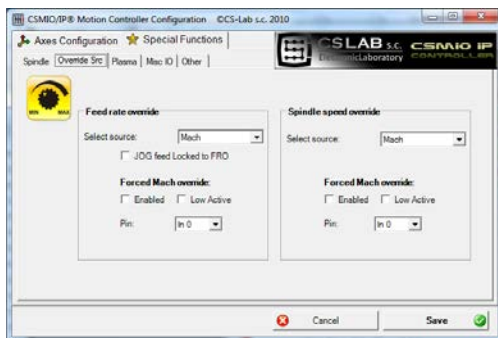 CSMIO/IP® Motion Controller Configuration ©CS-Lab s.c. 2010
Axes Configuration Special Functions
CSLAB s.c. CSMIO IP
ElectronicLaboratory CONTROLLER
Spindle Override Src Plasma Misc IO Other
MIN MAX
Feed rate override
Select source: Mach
JOG feed Locked to FRO
Forced Mach override:
Enabled Low Active
Pin: In 0
Spindle speed override
Select source: Mach
Forced Mach override:
Enabled Low Active
Pin: In 0
Cancel Save